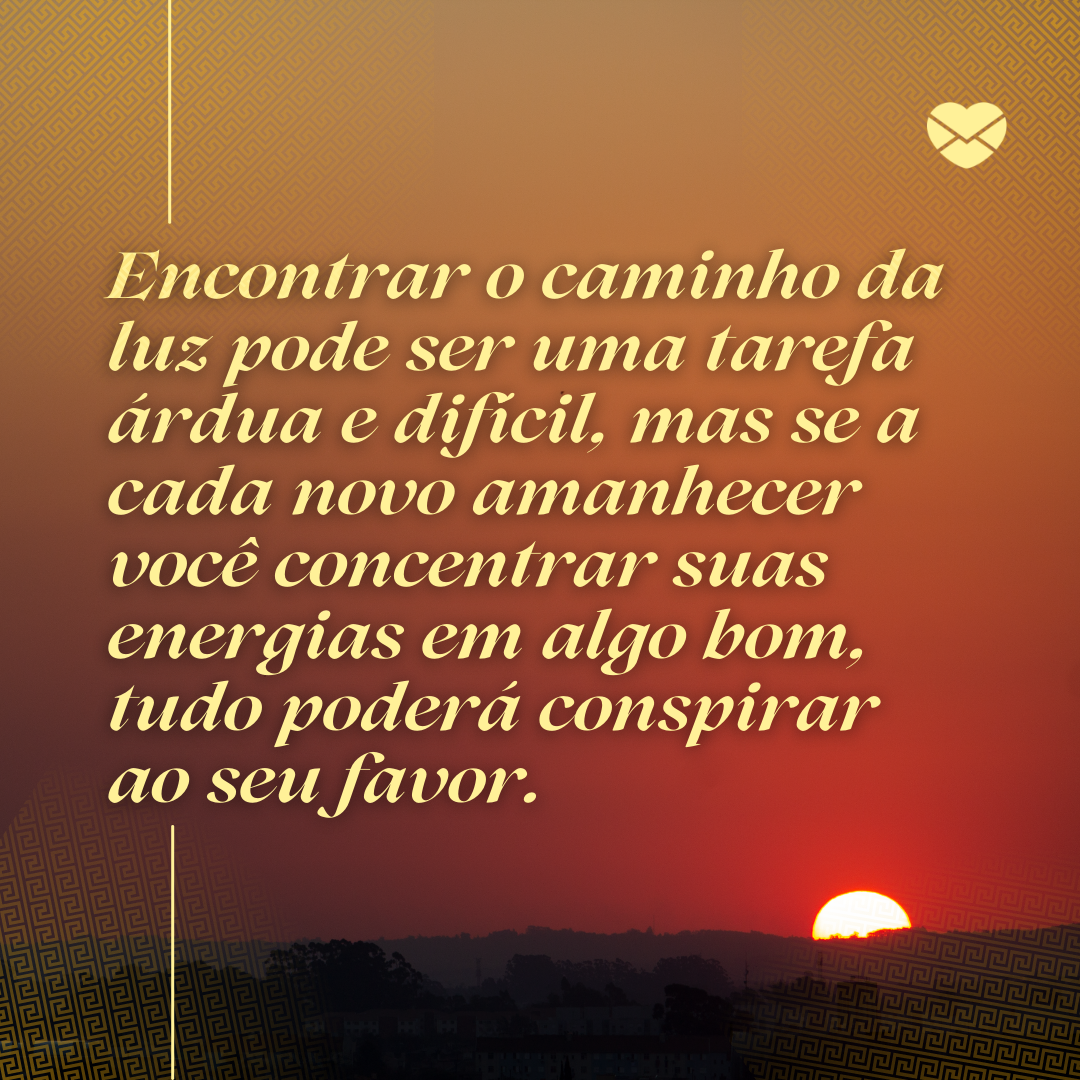 Encontrar o caminho da
luz pode ser uma tarefa
árdua e difícil, mas se a
cada novo amanhecer
você concentrar suas
energias em algo bom,
tudo poderá conspirar
ao seu favor.